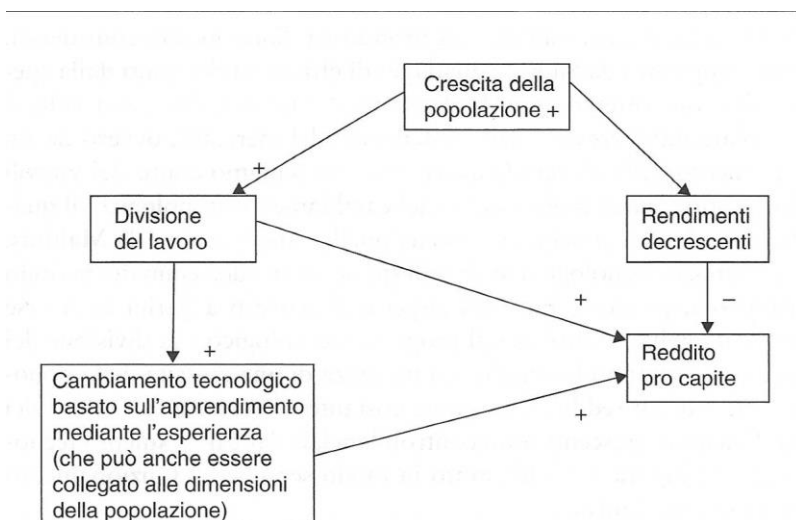 Crescita della
popolazione +
+
Divisione
del lavoro
Rendimenti
decrescenti
+
–
+
Reddito
pro capite
Cambiamento tecnologico
basato sull'apprendimento
mediante l'esperienza
(che può anche essere
collegato alle dimensioni
della popolazione)
+